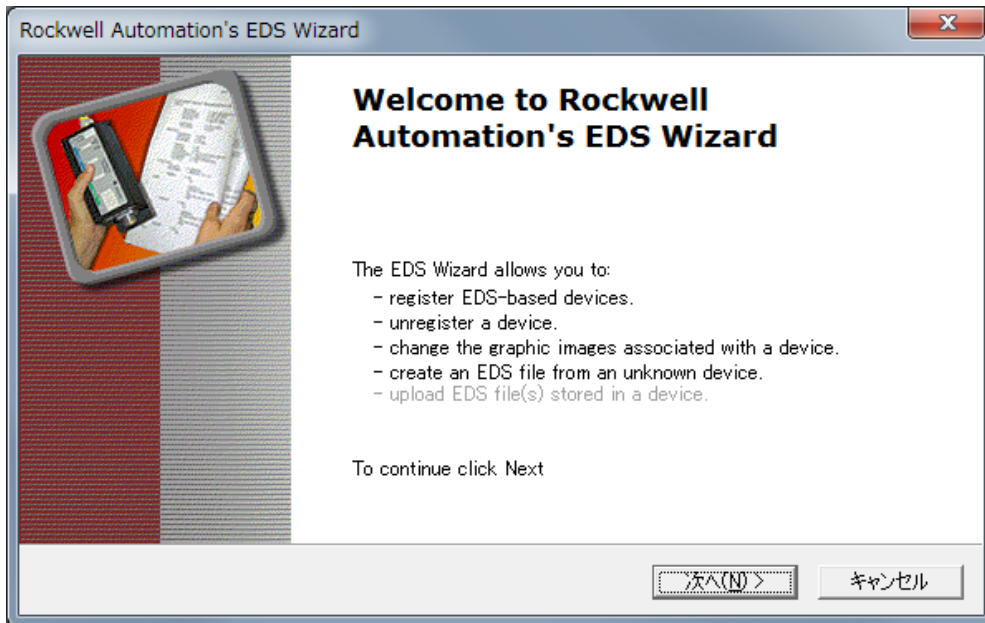 Rockwell Automation's EDS Wizard
Welcome to Rockwell
Automation's EDS Wizard
The EDS Wizard allows you to:
- register EDS-based devices.
- unregister a device.
- change the graphic images associated with a device.
- create an EDS file from an unknown device.
- upload EDS file(s) stored in a device.
To continue click Next
次へ(N) >
キャンセル